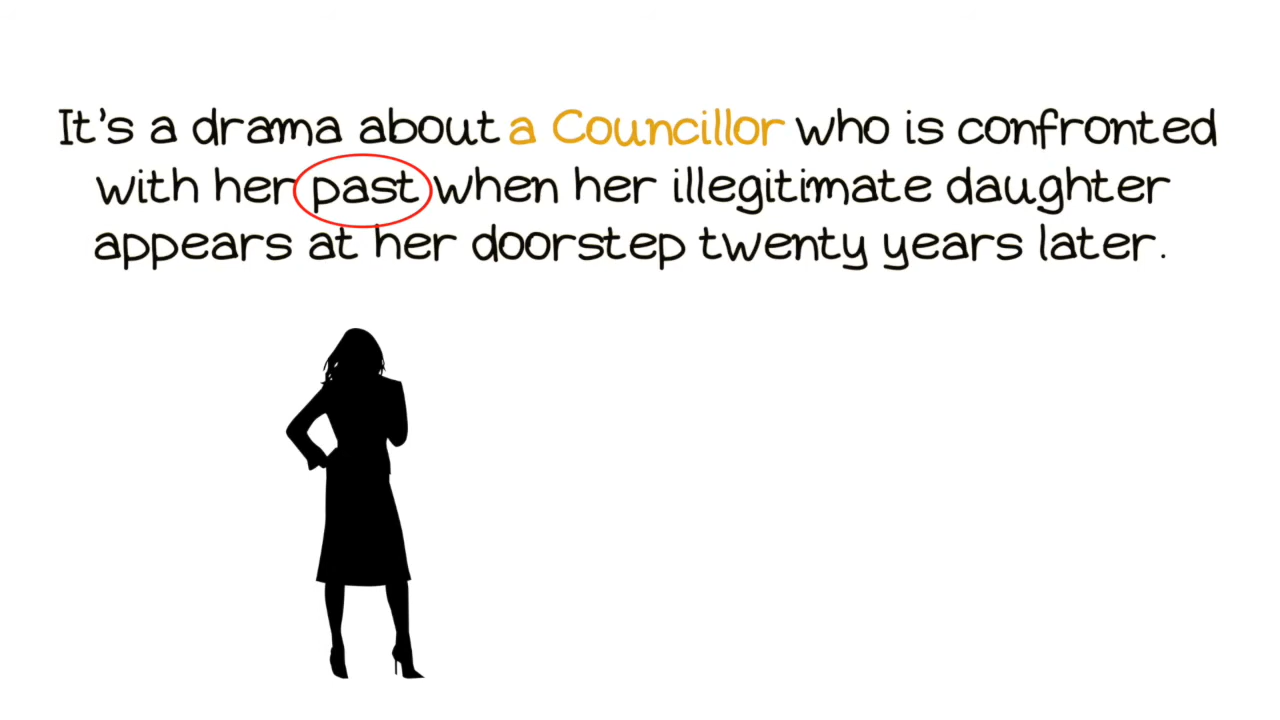 It's a drama about a Councillor who is confronted
with her past when her illegitimate daughter
appears at her doorstep twenty years later.